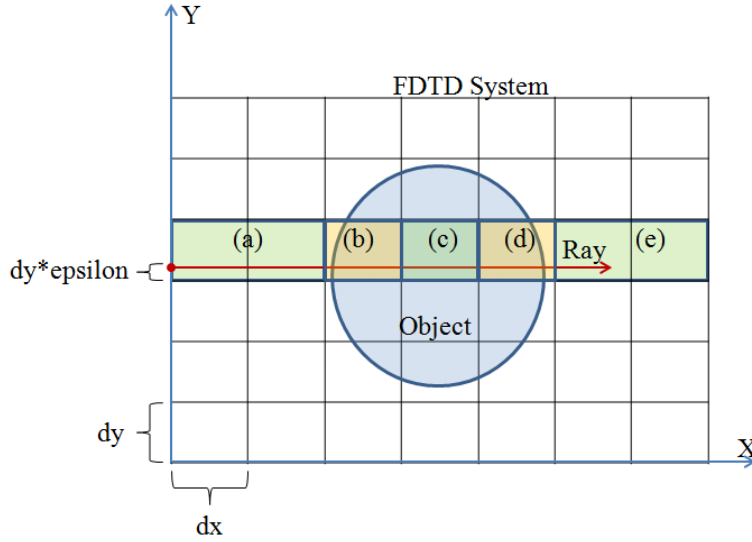 Y
FDTD System
(a) (b) (c) (d) (e)
Ray
dy*epsilon
Object
dy
X
dx